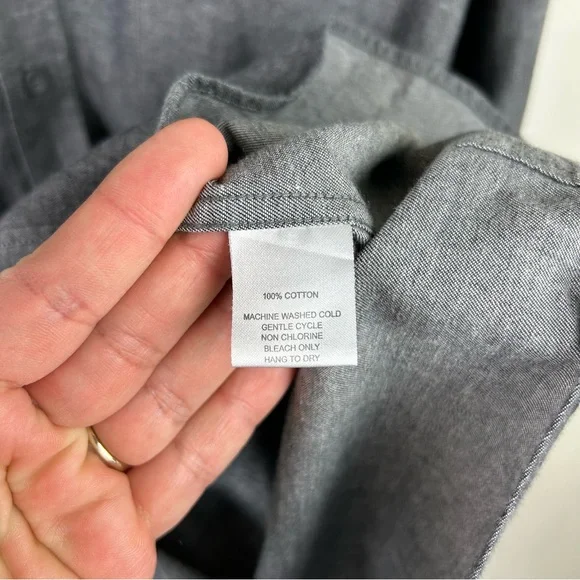 100% COTTON
MACHINE WASHED COLD
GENTLE CYCLE
NON CHLORINE
BLEACH ONLY
HANG TO DRY